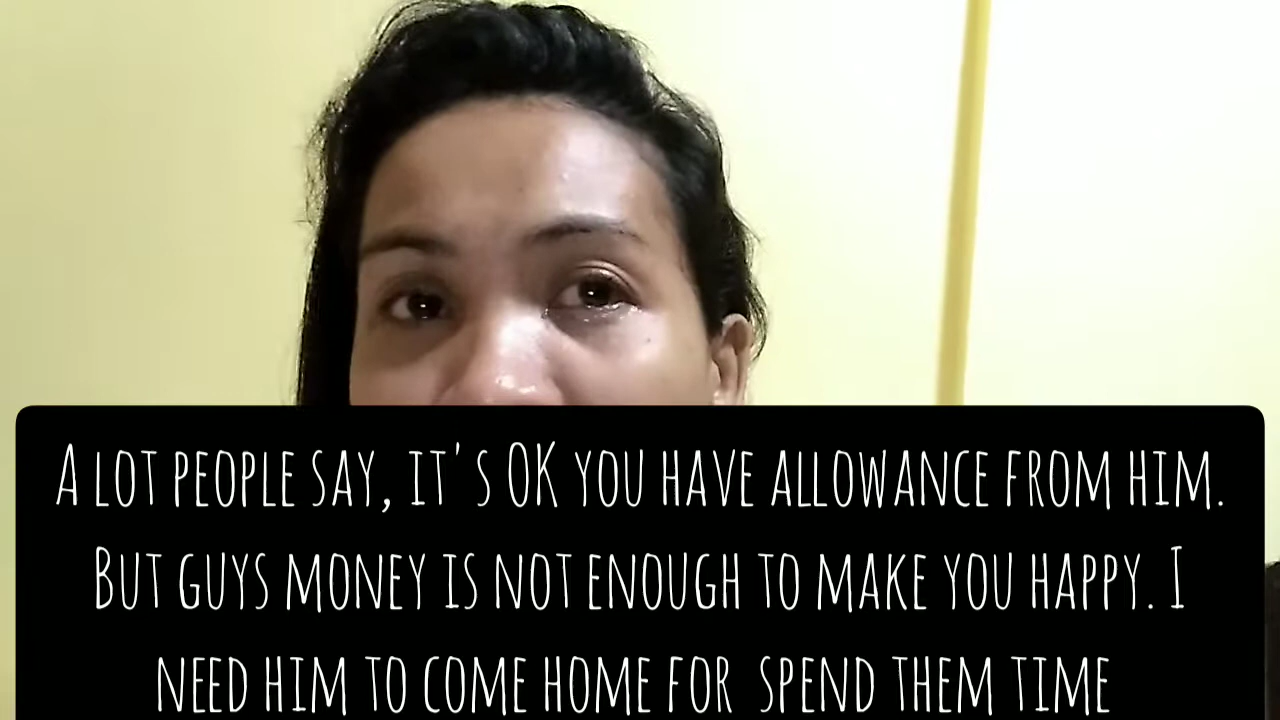 A lot people say, it's OK you have allowance from him.
But guys money is not enough to make you happy. I
need him to come home for spend them time